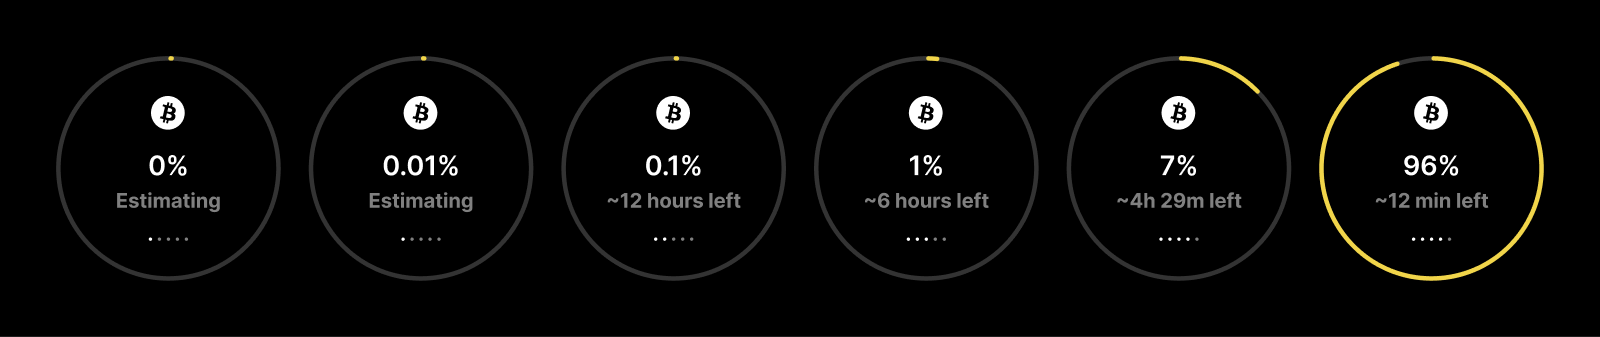 0%
Estimating
0.01%
Estimating
0.1%
~12 hours left
1%
~6 hours left
7%
~4h 29m left
96%
~12 min left